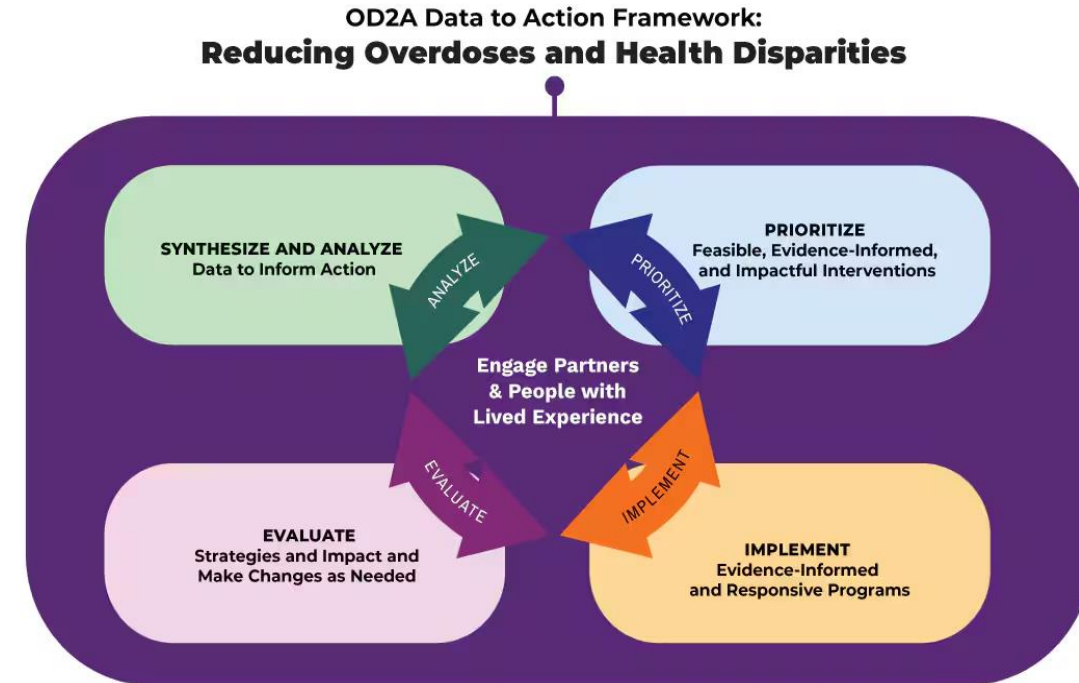 OD2A Data to Action Framework:
Reducing Overdoses and Health Disparities
SYNTHESIZE AND ANALYZE
Data to Inform Action
ANALYZE
PRIORITIZE
PRIORITIZE
Feasible, Evidence-Informed,
and Impactful Interventions
Engage Partners
& People with
Lived Experience
EVALUATE
Strategies and Impact and
Make Changes as Needed
EVALUATE
IMPLEMENT
IMPLEMENT
Evidence-Informed
and Responsive Programs